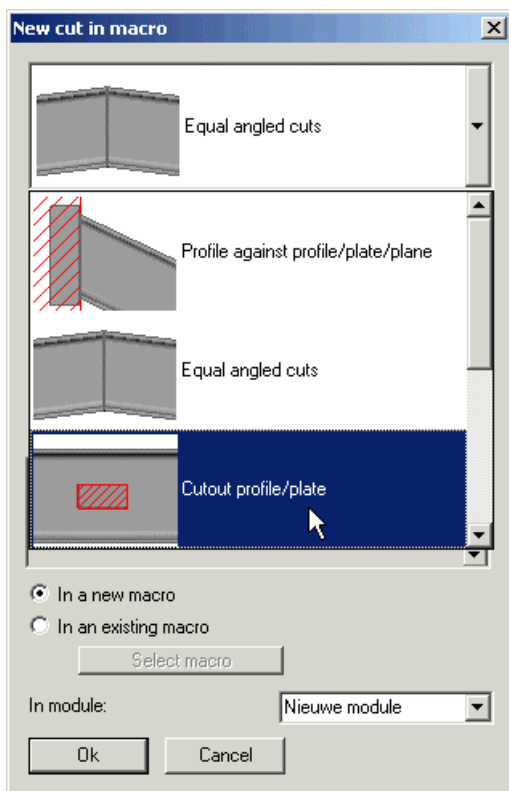 New cut in macro
Equal angled cuts
Profile against profile/plate/plane
Equal angled cuts
Cutout profile/plate
In a new macro
In an existing macro
Select macro
In module:
Nieuwe module
Ok
Cancel